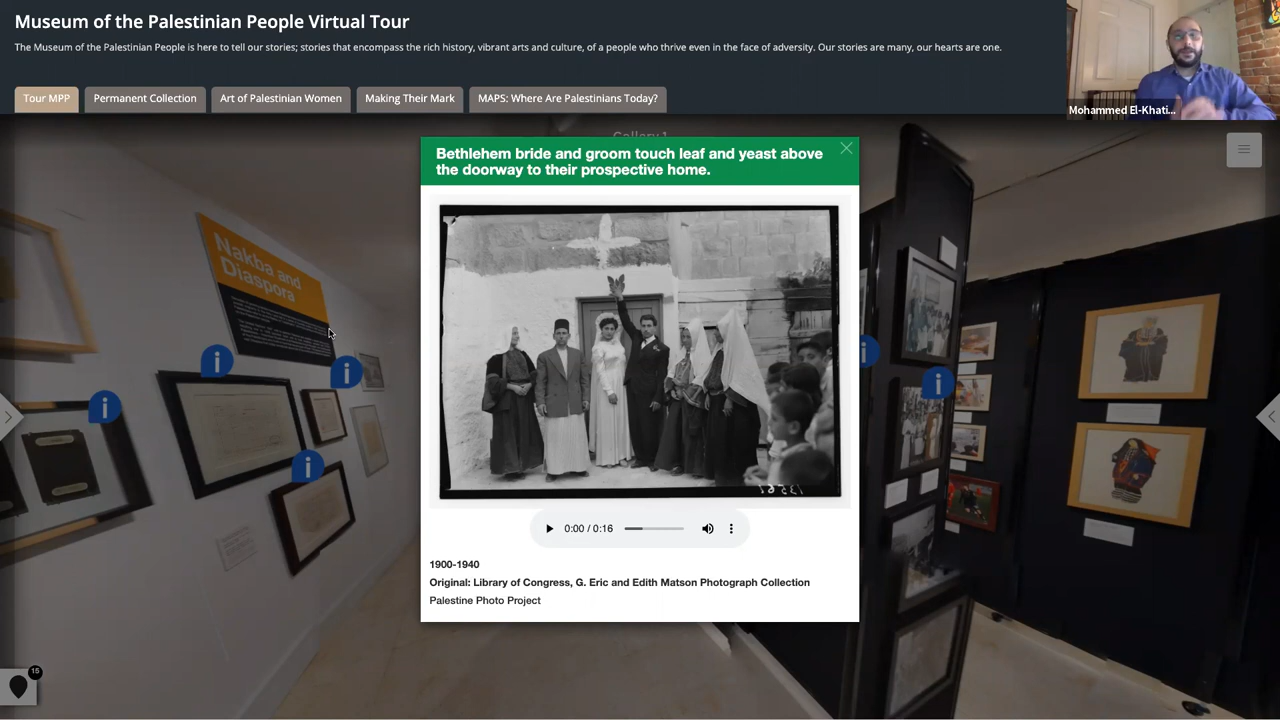 Museum of the Palestinian People Virtual Tour
The Museum of the Palestinian People is here to tell our stories; stories that encompass the rich history, vibrant arts and culture, of a people who thrive even in the face of adversity. Our stories are many, our hearts are one.
Tour MPP
Permanent Collection
Art of Palestinian Women
Making Their Mark
MAPS: Where Are Palestinians Today?
Mohammed El-Khati...
Gallery 1
Bethlehem bride and groom touch leaf and yeast above
the doorway to their prospective home.
Nakba and
Diaspora
0:00 / 0:16
1900-1940
Original: Library of Congress, G. Eric and Edith Matson Photograph Collection
Palestine Photo Project
15